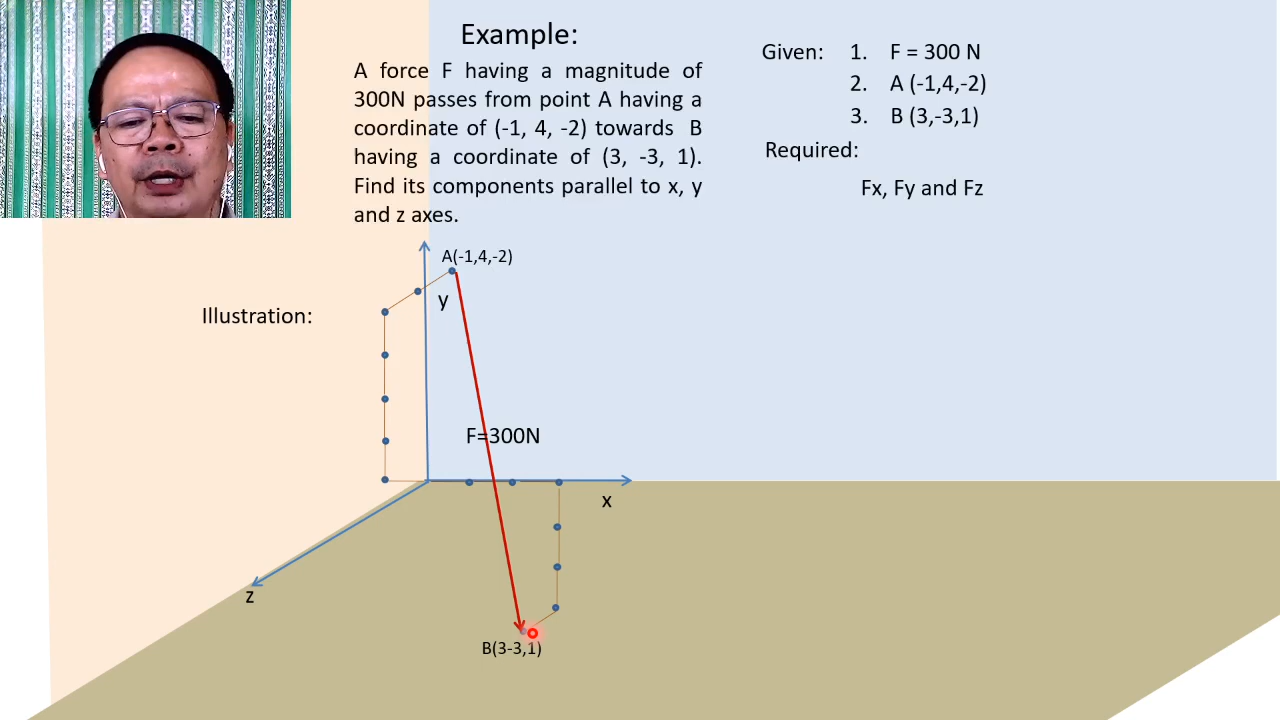 Example:
A force F having a magnitude of
300N passes from point A having a
coordinate of (-1, 4, -2) towards B
having a coordinate of (3, -3, 1).
Find its components parallel to x, y
and z axes.
Given: 1. F = 300 N
2. A (-1,4,-2)
3. B (3,-3,1)
Required:
Fx, Fy and Fz
Illustration:
A(-1,4,-2)
y
F=300N
x
z
B(3-3,1)